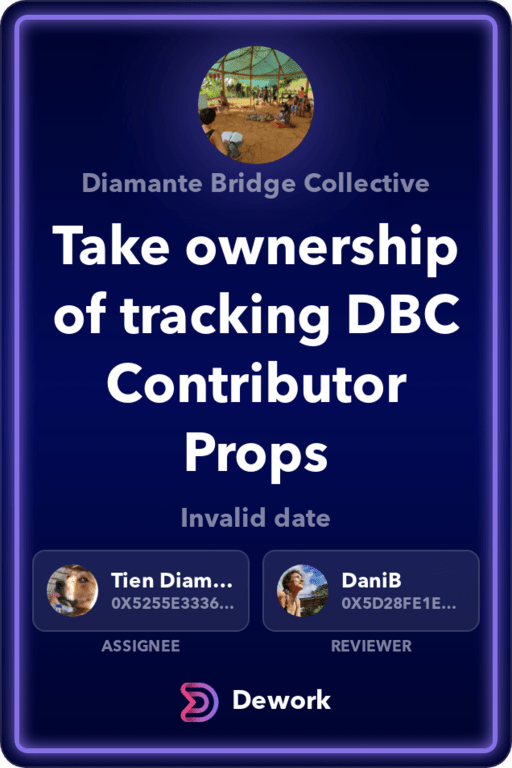 Diamante Bridge Collective
Take ownership
of tracking DBC
Contributor
Props
Invalid date
Tien Diam...
0X5255E3336...
ASSIGNEE
DaniB
0X5D28FE1E...
REVIEWER
Dework